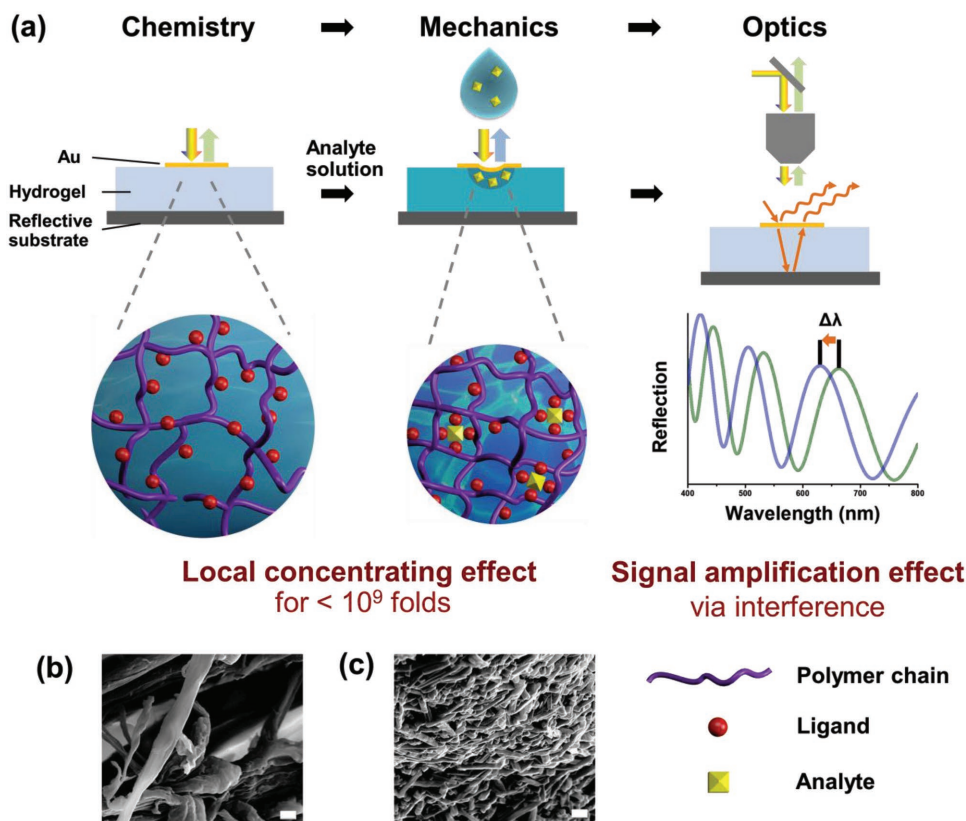 (a)
Chemistry
Mechanics
Optics
Au
Hydrogel
Reflective
substrate
Analyte
solution
Δλ
Reflection
400
500
600
700
800
Wavelength (nm)
Local concentrating effect
for < 10⁹ folds
Signal amplification effect
via interference
(b)
(c)
Polymer chain
Ligand
Analyte